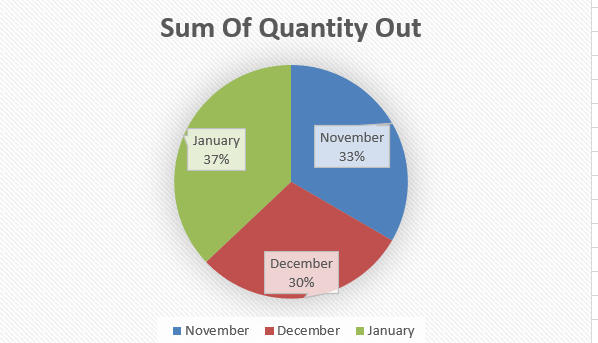 Sum Of Quantity Out
January
37%
November
33%
December
30%
November December January